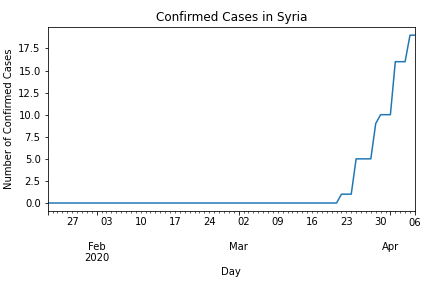 Confirmed Cases in Syria
Number of Confirmed Cases
17.5
15.0
12.5
10.0
7.5
5.0
2.5
0.0
27 03 10 17 24 02 09 16 23 30 06
Feb Mar Apr
2020
Day